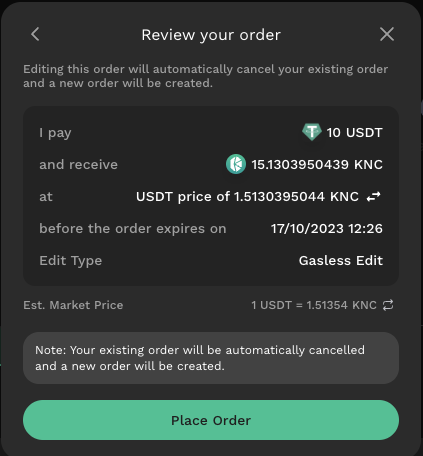 Review your order
Editing this order will automatically cancel your existing order
and a new order will be created.
I pay 10 USDT
and receive 15.1303950439 KNC
at USDT price of 1.5130395044 KNC
before the order expires on 17/10/2023 12:26
Edit Type Gasless Edit
Est. Market Price 1 USDT = 1.51354 KNC
Note: Your existing order will be automatically cancelled
and a new order will be created.
Place Order